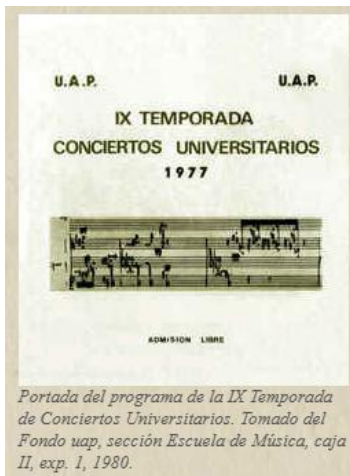 U.A.P. U.A.P.
IX TEMPORADA
CONCIERTOS UNIVERSITARIOS
1977
ADMISION LIBRE
Portada del programa de la IX Temporada
de Conciertos Universitarios. Tomado del
Fondo uap, sección Escuela de Música, caja
II, exp. 1, 1980.